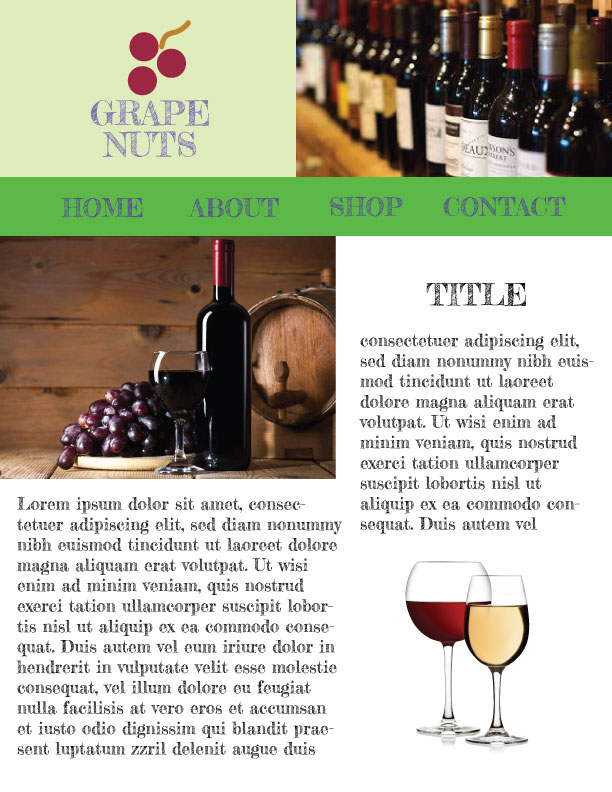 GRAPE
NUTS
HOME ABOUT SHOP CONTACT
TITLE
consectetuer adipiscing elit,
sed diam nonummy nibh euis-
mod tincidunt ut laoreet
dolore magna aliquam erat
volutpat. Ut wisi enim ad
minim veniam, quis nostrud
exerci tation ullamcorper
suscipit lobortis nisl ut
aliquip ex ea commodo con-
sequat. Duis autem vel
Lorem ipsum dolor sit amet, consec-
tetuer adipiscing elit, sed diam nonummy
nibh euismod tincidunt ut laoreet dolore
magna aliquam erat volutpat. Ut wisi
enim ad minim veniam, quis nostrud
exerci tation ullamcorper suscipit lobor-
tis nisl ut aliquip ex ea commodo conse-
quat. Duis autem vel eum iriure dolor in
hendrerit in vulputate velit esse molestie
consequat, vel illum dolore eu feugiat
nulla facilisis at vero eros et accumsan
et iusto odio dignissim qui blandit prae-
sent luptatum zzril delenit augue duis